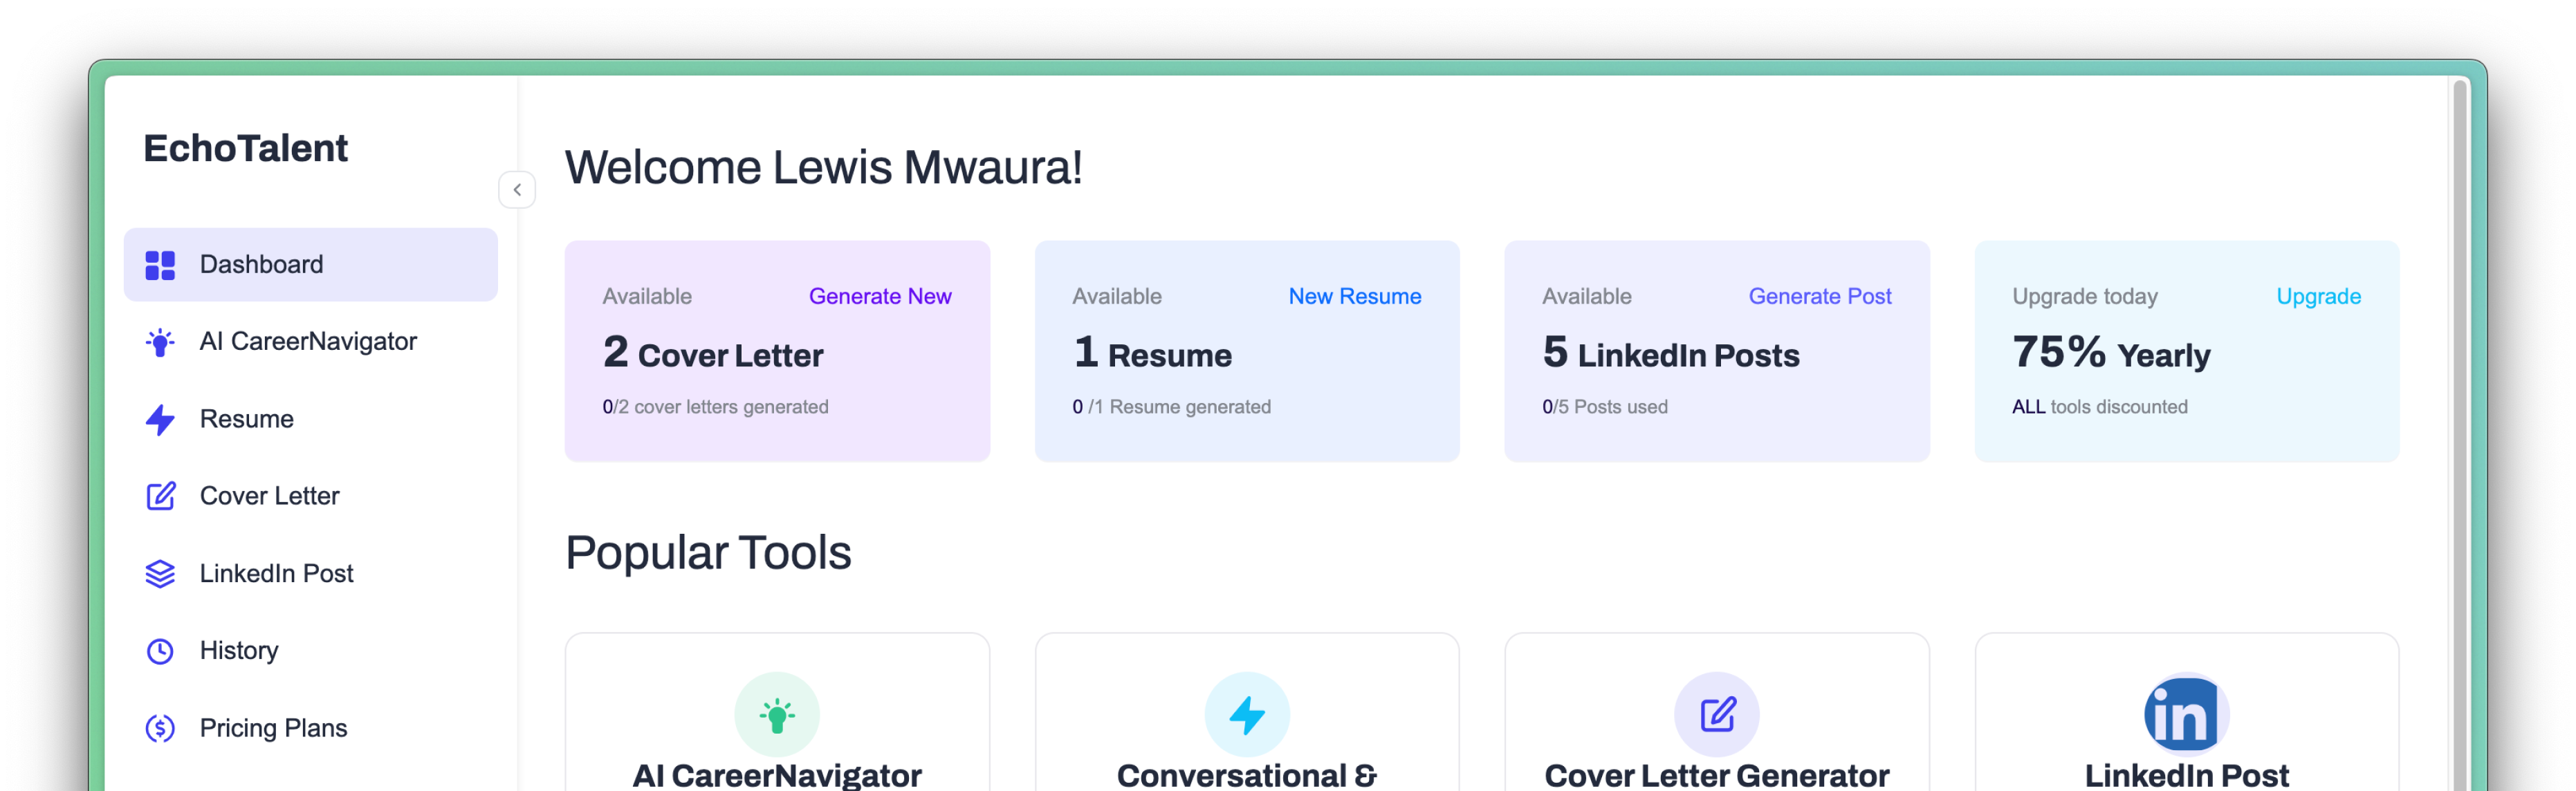 EchoTalent
Dashboard
AI CareerNavigator
Resume
Cover Letter
LinkedIn Post
History
Pricing Plans
Welcome Lewis Mwaura!
Available Generate New
2 Cover Letter
0/2 cover letters generated
Available New Resume
1 Resume
0 /1 Resume generated
Available Generate Post
5 LinkedIn Posts
0/5 Posts used
Upgrade today Upgrade
75% Yearly
ALL tools discounted
Popular Tools
AI CareerNavigator
Conversational &
Cover Letter Generator
in
LinkedIn Post